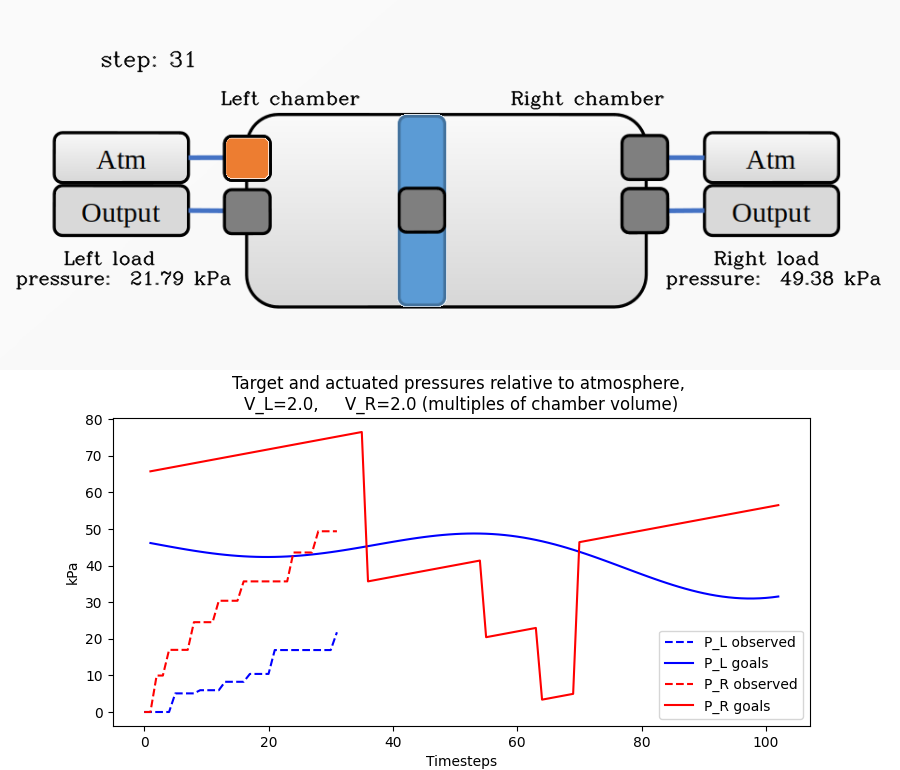 step: 31
Left chamber
Right chamber
Atm
Output
Left load
pressure: 21.79 kPa
Atm
Output
Right load
pressure: 49.38 kPa
Target and actuated pressures relative to atmosphere,
V_L=2.0, V_R=2.0 (multiples of chamber volume)
kPa
80
70
60
50
40
30
20
10
0
0
20
40
60
80
100
Timesteps
P_L observed
P_L goals
P_R observed
P_R goals